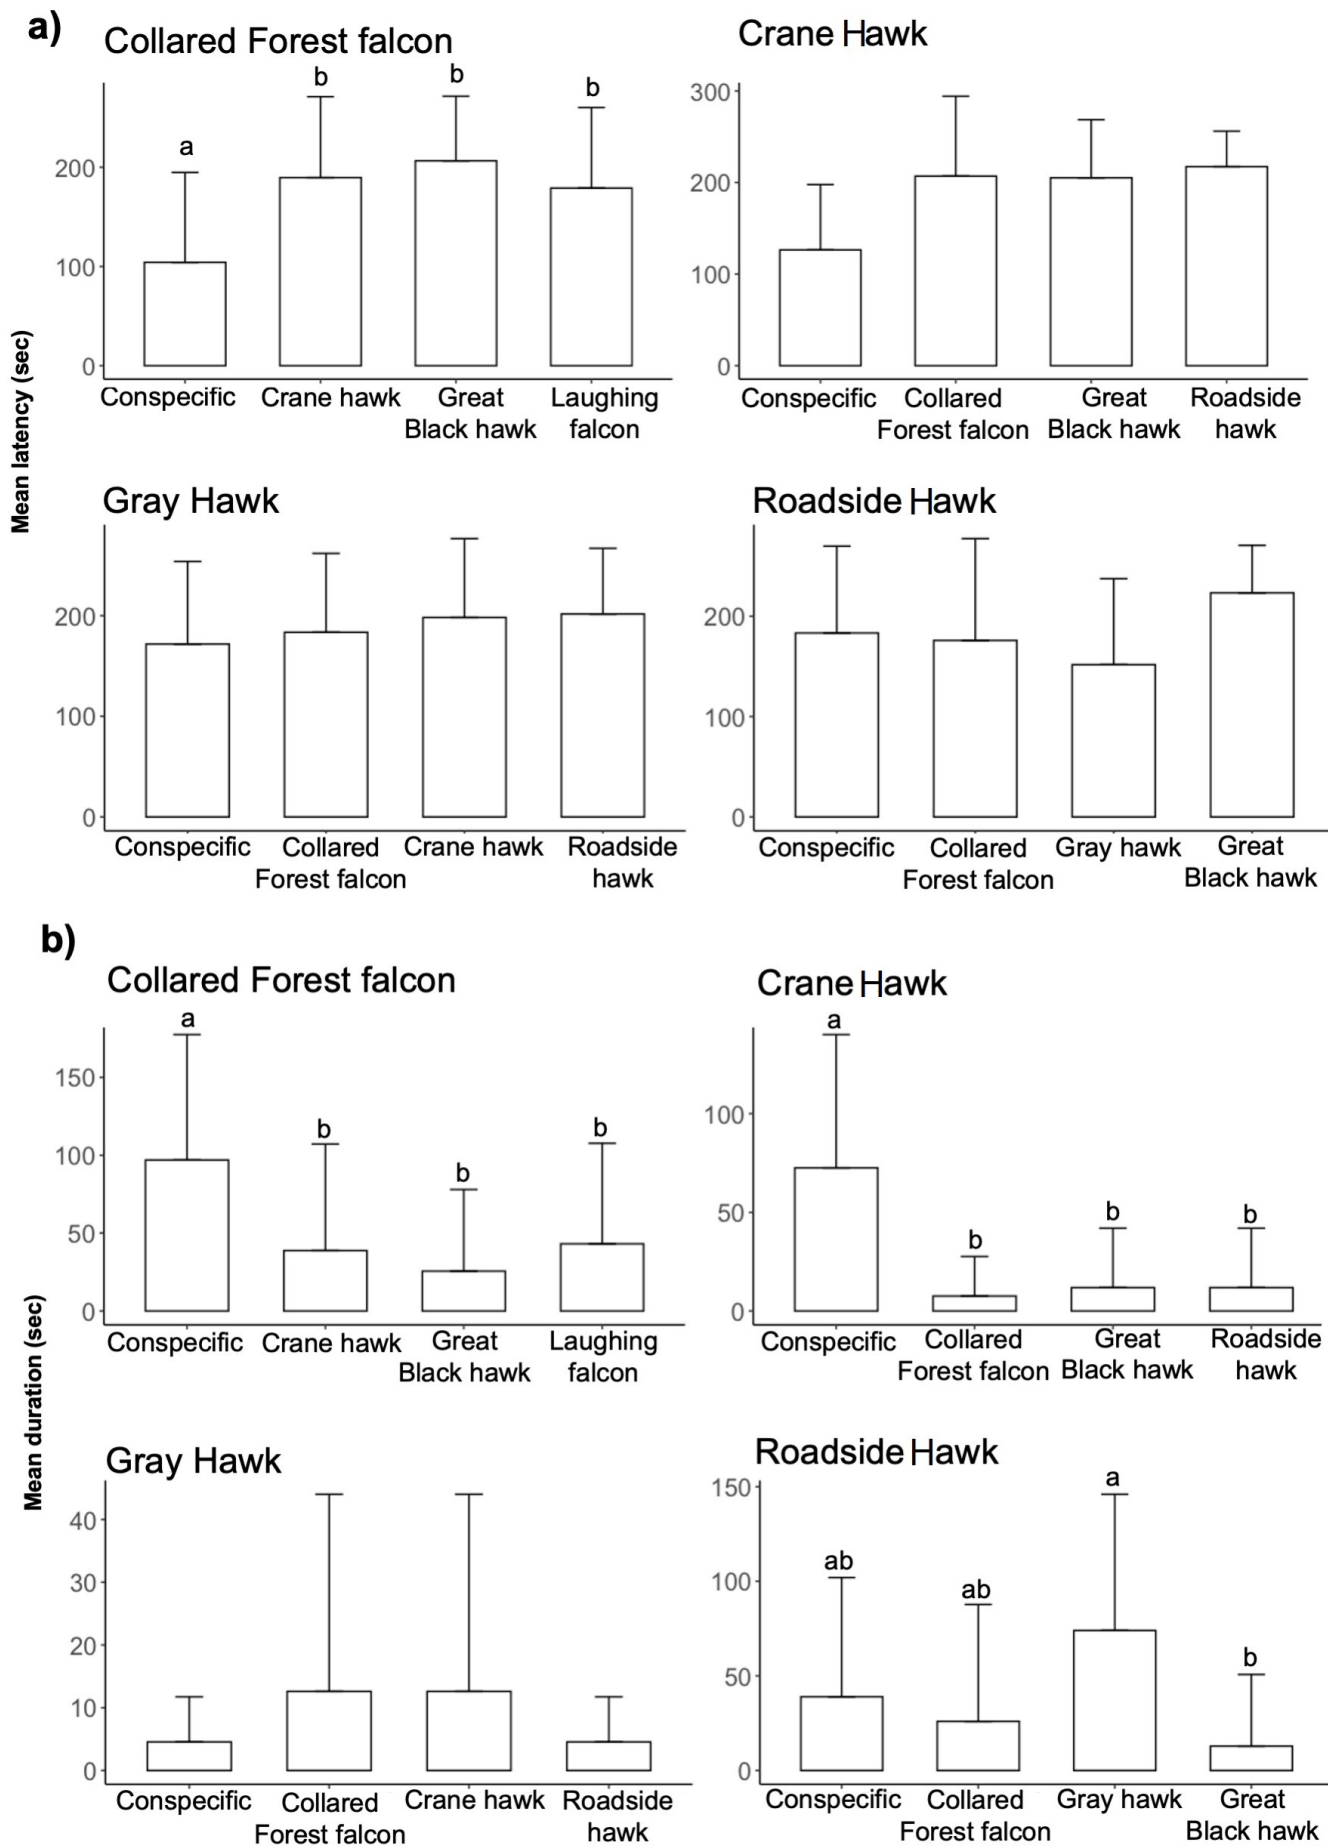 a)
Collared Forest falcon
b
b
b
a
200
100
0
Conspecific
Crane hawk
Great
Black hawk
Laughing
falcon
Crane Hawk
300
200
100
0
Conspecific
Collared
Forest falcon
Great
Black hawk
Roadside
hawk
Mean latency (sec)
Gray Hawk
200
100
0
Conspecific
Collared
Forest falcon
Crane hawk
Roadside
hawk
Roadside Hawk
200
100
0
Conspecific
Collared
Forest falcon
Gray hawk
Great
Black hawk
b)
Collared Forest falcon
a
b
b
b
150
100
50
0
Conspecific
Crane hawk
Great
Black hawk
Laughing
falcon
Crane Hawk
a
b
b
b
100
50
0
Conspecific
Collared
Forest falcon
Great
Black hawk
Roadside
hawk
Mean duration (sec)
Gray Hawk
40
30
20
10
0
Conspecific
Collared
Forest falcon
Crane hawk
Roadside
hawk
Roadside Hawk
ab
ab
a
b
150
100
50
0
Conspecific
Collared
Forest falcon
Gray hawk
Great
Black hawk